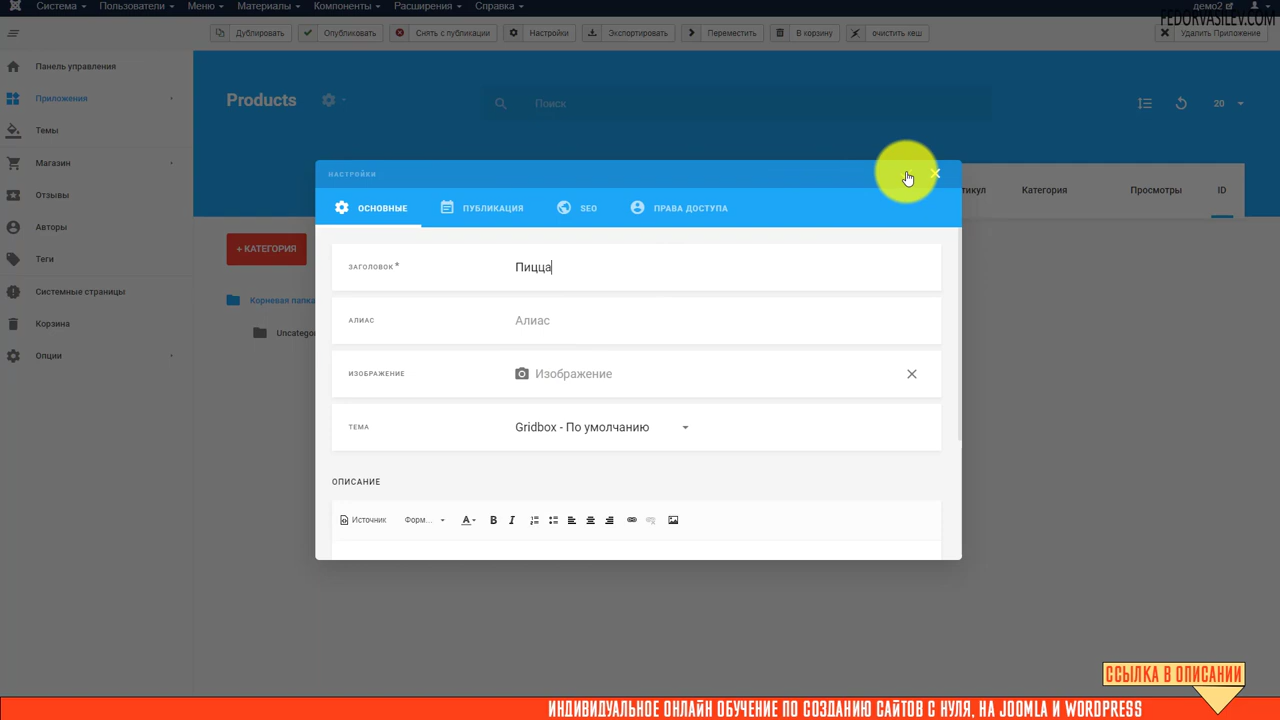 Система Пользователи Меню Материалы Компоненты Расширения Справка демо2
FEDORVASILEV.COM
Дублировать Опубликовать Снять с публикации Настройки Экспортировать Переместить В корзину очистить кеш Удалить Приложение
Панель управления
Приложения
Темы
Магазин
Отзывы
Авторы
Теги
Системные страницы
Корзина
Опции
Products Поиск 20
тикул Категория Просмотры ID
+ КАТЕГОРИЯ
Корневая папка
Uncatego
НАСТРОЙКИ
ОСНОВНЫЕ ПУБЛИКАЦИЯ SEO ПРАВА ДОСТУПА
ЗАГОЛОВОК * Пицца
АЛИАС Алиас
ИЗОБРАЖЕНИЕ Изображение
ТЕМА Gridbox - По умолчанию
ОПИСАНИЕ
Источник Форм... A B I
ССЫЛКА В ОПИСАНИИ
ИНДИВИДУАЛЬНОЕ ОНЛАЙН ОБУЧЕНИЕ ПО СОЗДАНИЮ САЙТОВ С НУЛЯ, НА JOOMLA И WORDPRESS